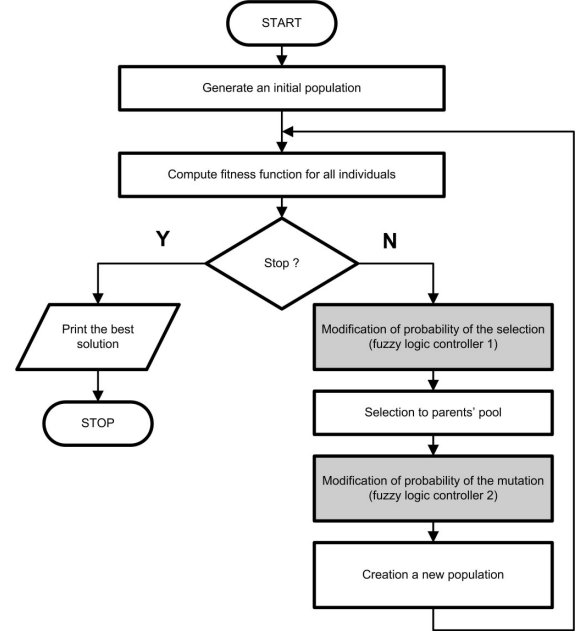 START
Generate an initial population
Compute fitness function for all individuals
Y
N
Stop ?
Print the best
solution
STOP
Modification of probability of the selection
(fuzzy logic controller 1)
Selection to parents' pool
Modification of probability of the mutation
(fuzzy logic controller 2)
Creation a new population